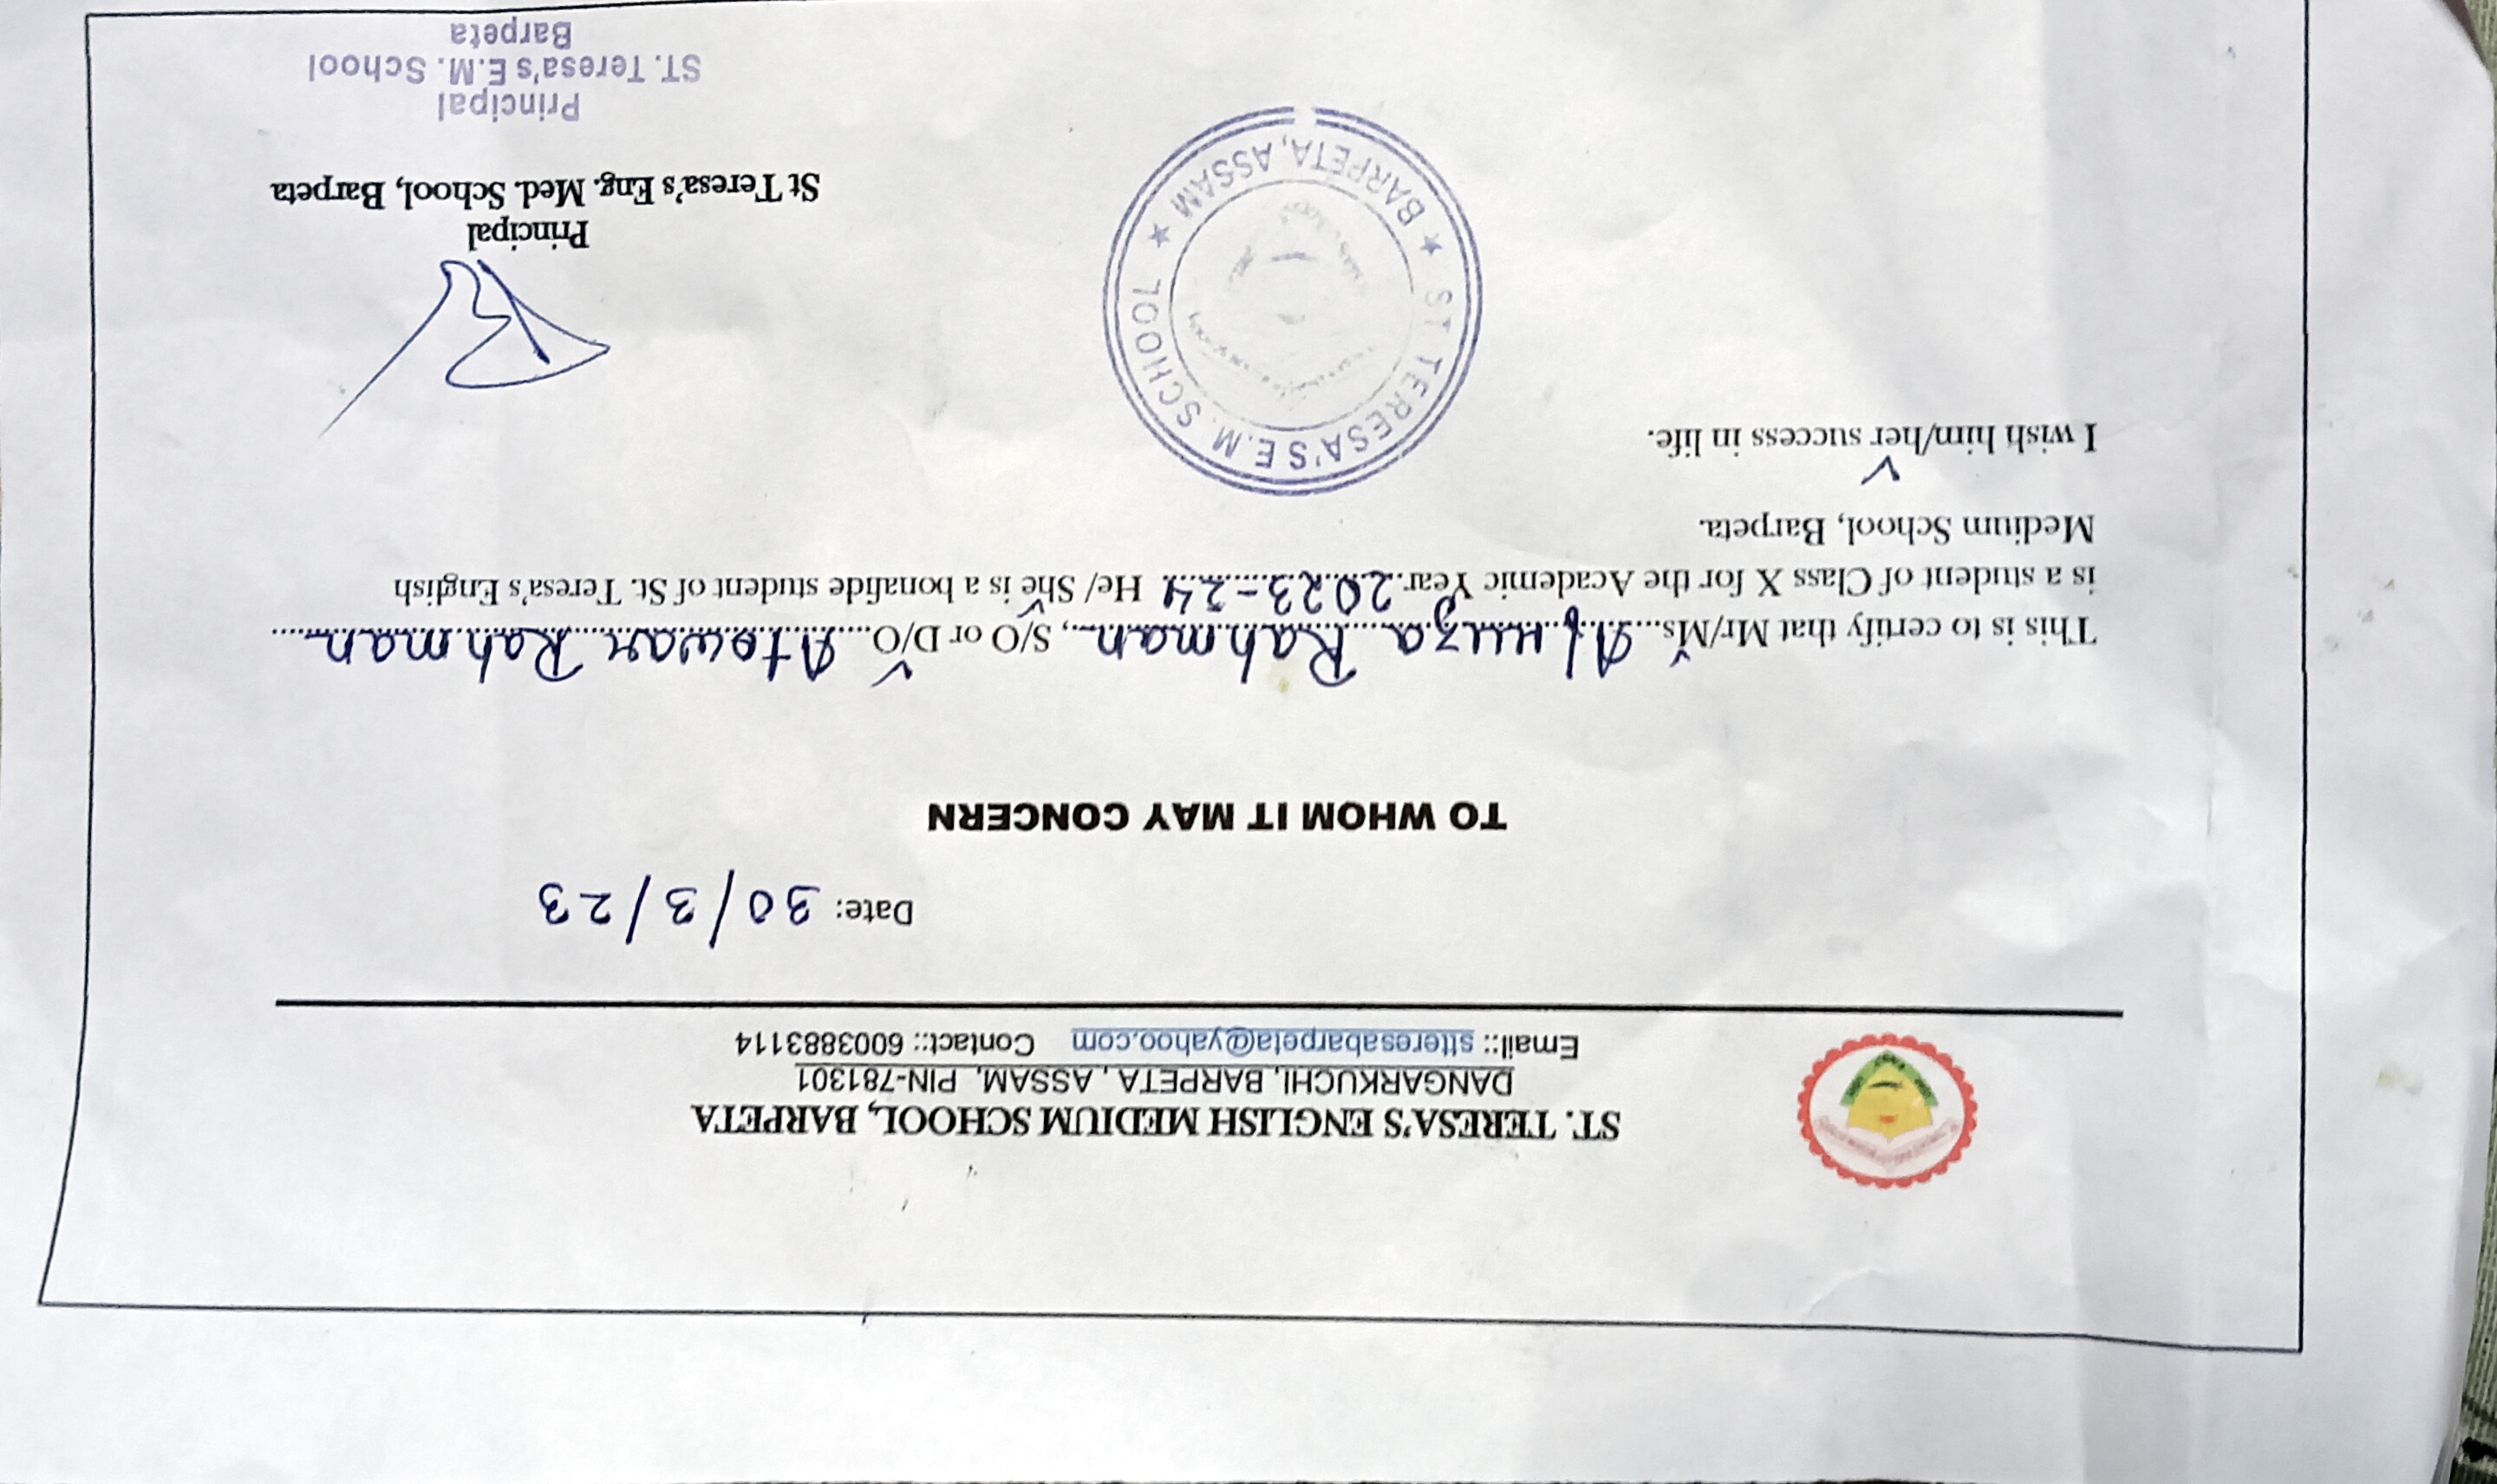 ST. TERESA'S ENGLISH MEDIUM SCHOOL, BARPETA
DANGARKUCHI, BARPETA , ASSAM, PIN-781301
Email:: stteresabarpeta@yahoo.com Contact:: 6003883114
Date: 30/3/23
TO WHOM IT MAY CONCERN
This is to certify that Mr/Ms. Afruza Rahman, S/O or D/O Atowar Rahman
is a student of Class X for the Academic Year 2023-24 He/ She is a bonafide student of St. Teresa's English
Medium School, Barpeta.
I wish him/her success in life.
ST TERESA'S E.M. SCHOOL
★ BARPETA, ASSAM ★
Principal
St Teresa's Eng. Med. School, Barpeta
Principal
ST. Teresa's E.M. School
Barpeta